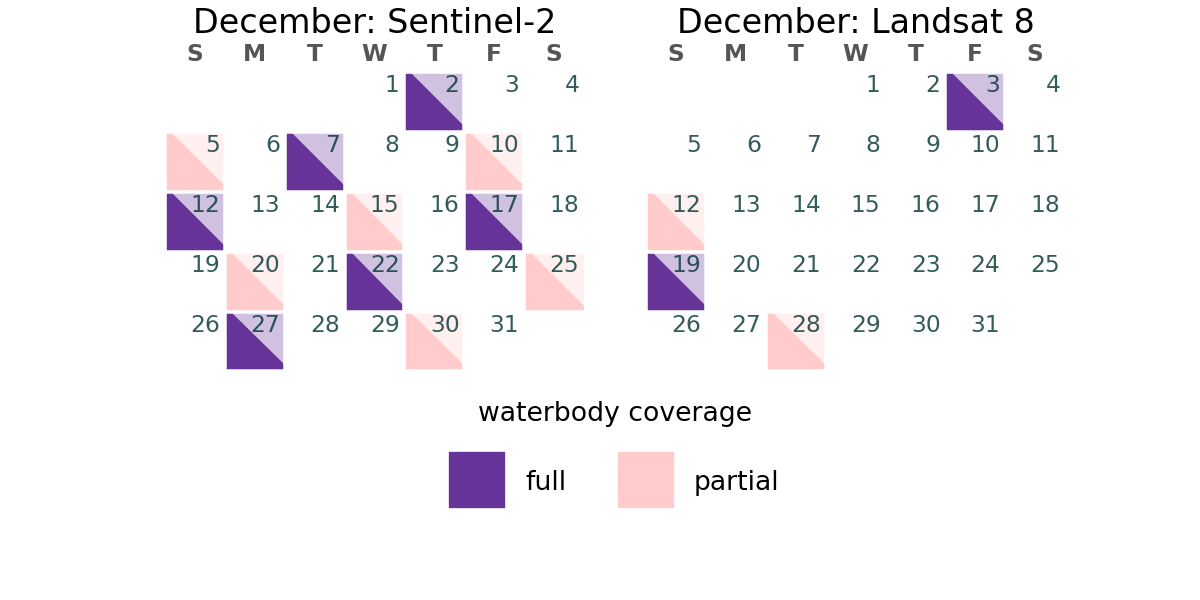 December: Sentinel-2
S M T W T F S
1 2 3 4
5 6 7 8 9 10 11
12 13 14 15 16 17 18
19 20 21 22 23 24 25
26 27 28 29 30 31
December: Landsat 8
S M T W T F S
1 2 3 4
5 6 7 8 9 10 11
12 13 14 15 16 17 18
19 20 21 22 23 24 25
26 27 28 29 30 31
waterbody coverage
full partial